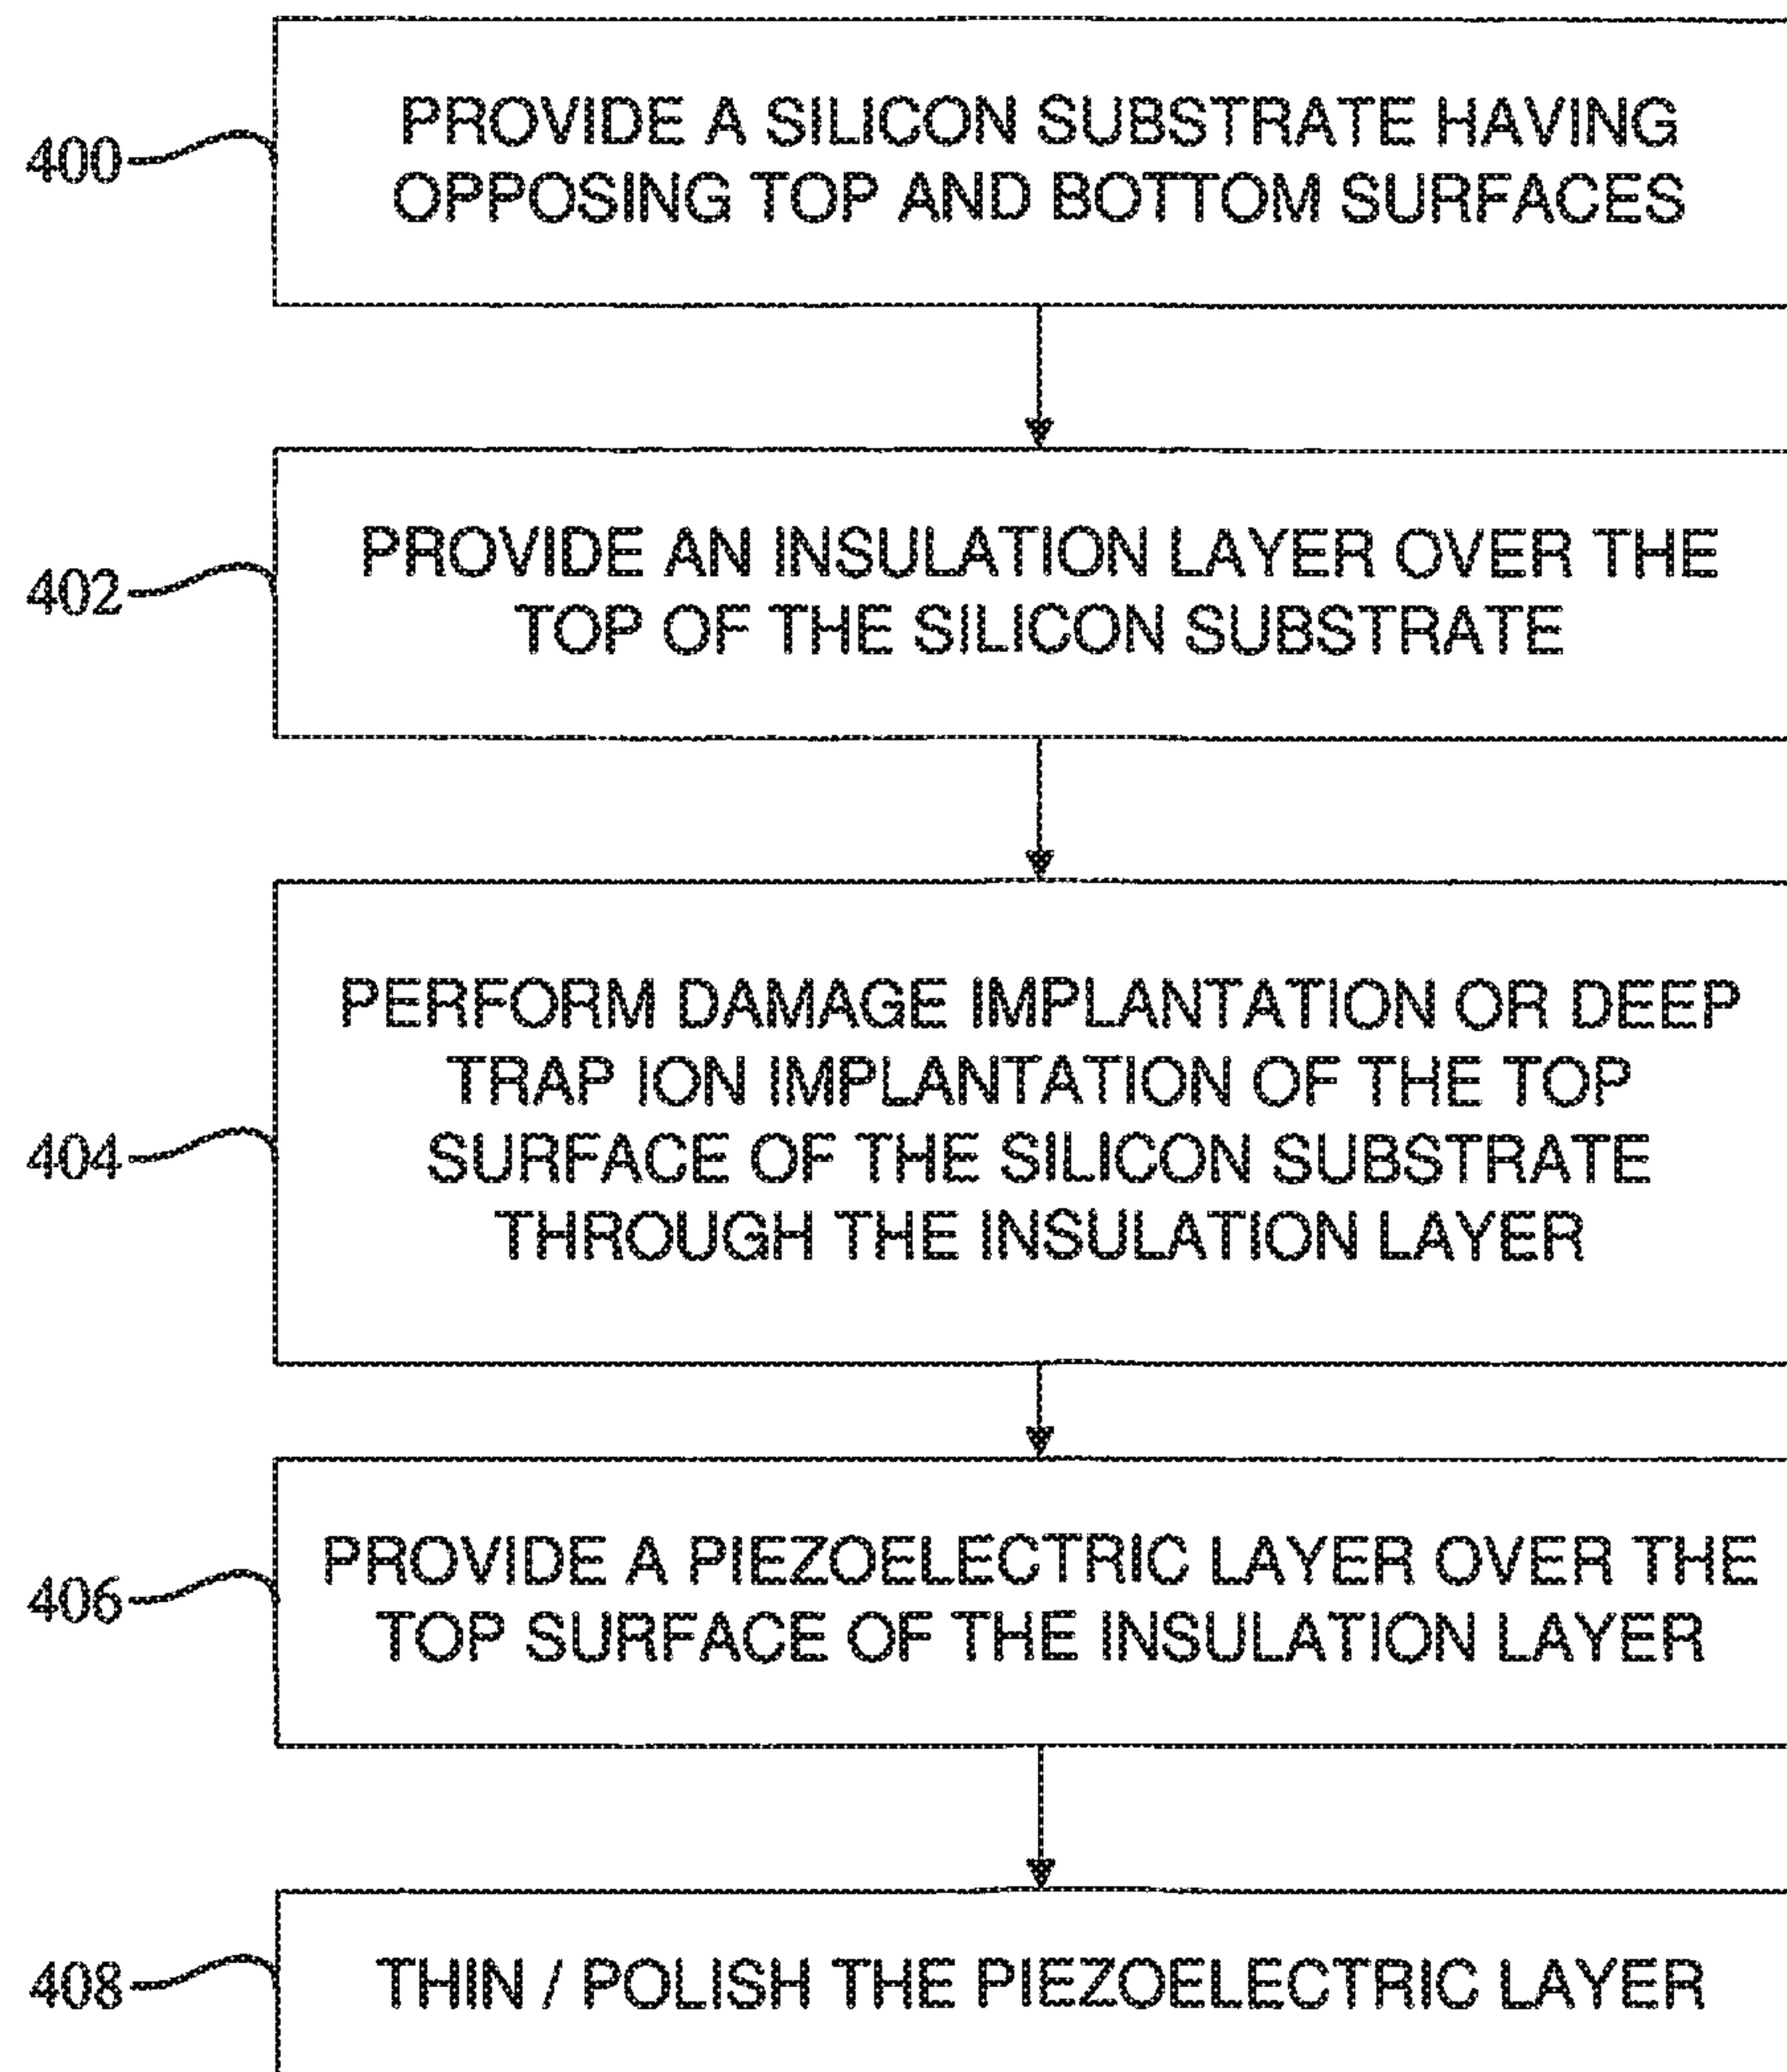 400
PROVIDE A SILICON SUBSTRATE HAVING
OPPOSING TOP AND BOTTOM SURFACES
402
PROVIDE AN INSULATION LAYER OVER THE
TOP OF THE SILICON SUBSTRATE
404
PERFORM DAMAGE IMPLANTATION OR DEEP
TRAP ION IMPLANTATION OF THE TOP
SURFACE OF THE SILICON SUBSTRATE
THROUGH THE INSULATION LAYER
406
PROVIDE A PIEZOELECTRIC LAYER OVER THE
TOP SURFACE OF THE INSULATION LAYER
408
THIN / POLISH THE PIEZOELECTRIC LAYER